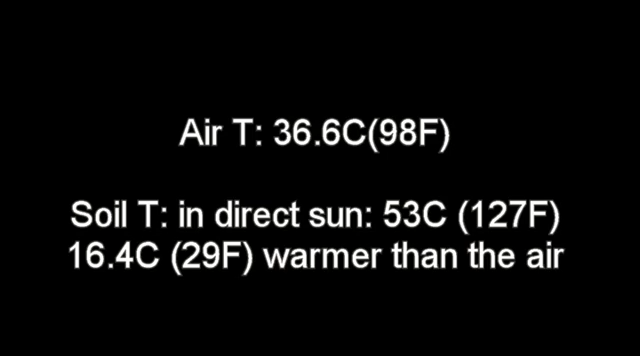 Air T: 36.6C(98F)
Soil T: in direct sun: 53C (127F)
16.4C (29F) warmer than the air